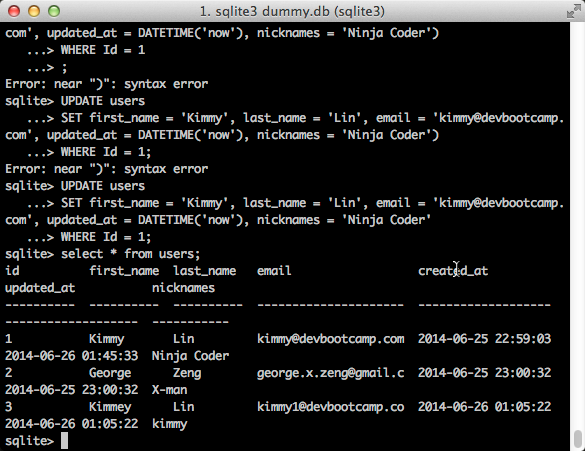 1. sqlite3 dummy.db (sqlite3)
com', updated_at = DATETIME('now'), nicknames = 'Ninja Coder')
   ...> WHERE Id = 1
   ...> ;
Error: near ")": syntax error
sqlite> UPDATE users
   ...> SET first_name = 'Kimmy', last_name = 'Lin', email = 'kimmy@devbootcamp.
com', updated_at = DATETIME('now'), nicknames = 'Ninja Coder')
   ...> WHERE Id = 1;
Error: near ")": syntax error
sqlite> UPDATE users
   ...> SET first_name = 'Kimmy', last_name = 'Lin', email = 'kimmy@devbootcamp.
com', updated_at = DATETIME('now'), nicknames = 'Ninja Coder'
   ...> WHERE Id = 1;
sqlite> select * from users;
id          first_name  last_name   email                 created_at
updated_at           nicknames
----------  ----------  ----------  --------------------  -------------------
-------------------  -----------
1           Kimmy       Lin         kimmy@devbootcamp.com  2014-06-25 22:59:03
2014-06-26 01:45:33  Ninja Coder
2           George      Zeng        george.x.zeng@gmail.c  2014-06-25 23:00:32
2014-06-25 23:00:32  X-man
3           Kimmey      Lin         kimmy1@devbootcamp.co  2014-06-26 01:05:22
2014-06-26 01:05:22  kimmy
sqlite>